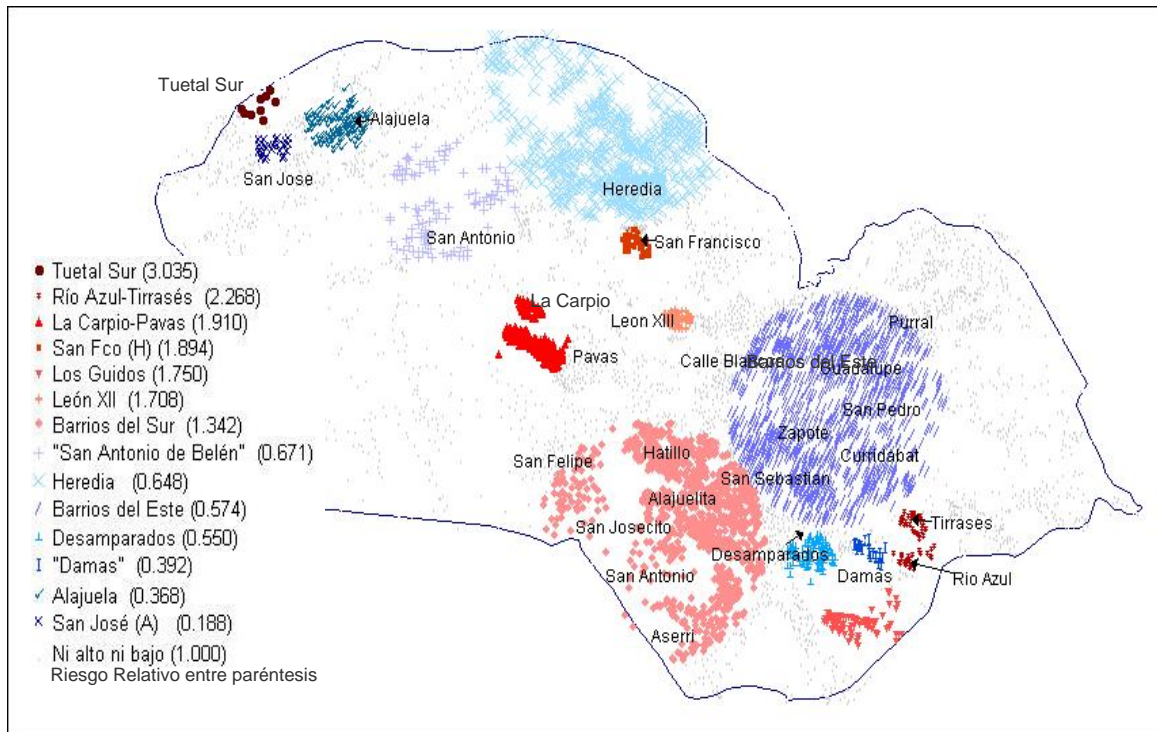 Tuetal Sur
Alajuela
San Jose
Heredia
San Antonio
San Francisco
La Carpio
Leon XIII
Purral
Pavas
Calle Blancos
Barrios del Este
Guadalupe
San Pedro
Zapote
Hatillo
Curridabat
San Felipe
San Sebastian
Alajuelita
San Josecito
Tirrases
Desamparados
San Antonio
Damas
Rio Azul
Aserri
Tuetal Sur (3.035)
Río Azul-Tirrasés (2.268)
La Carpio-Pavas (1.910)
San Fco (H) (1.894)
Los Guidos (1.750)
León XII (1.708)
Barrios del Sur (1.342)
"San Antonio de Belén" (0.671)
Heredia (0.648)
Barrios del Este (0.574)
Desamparados (0.550)
"Damas" (0.392)
Alajuela (0.368)
San José (A) (0.188)
Ni alto ni bajo (1.000)
Riesgo Relativo entre paréntesis